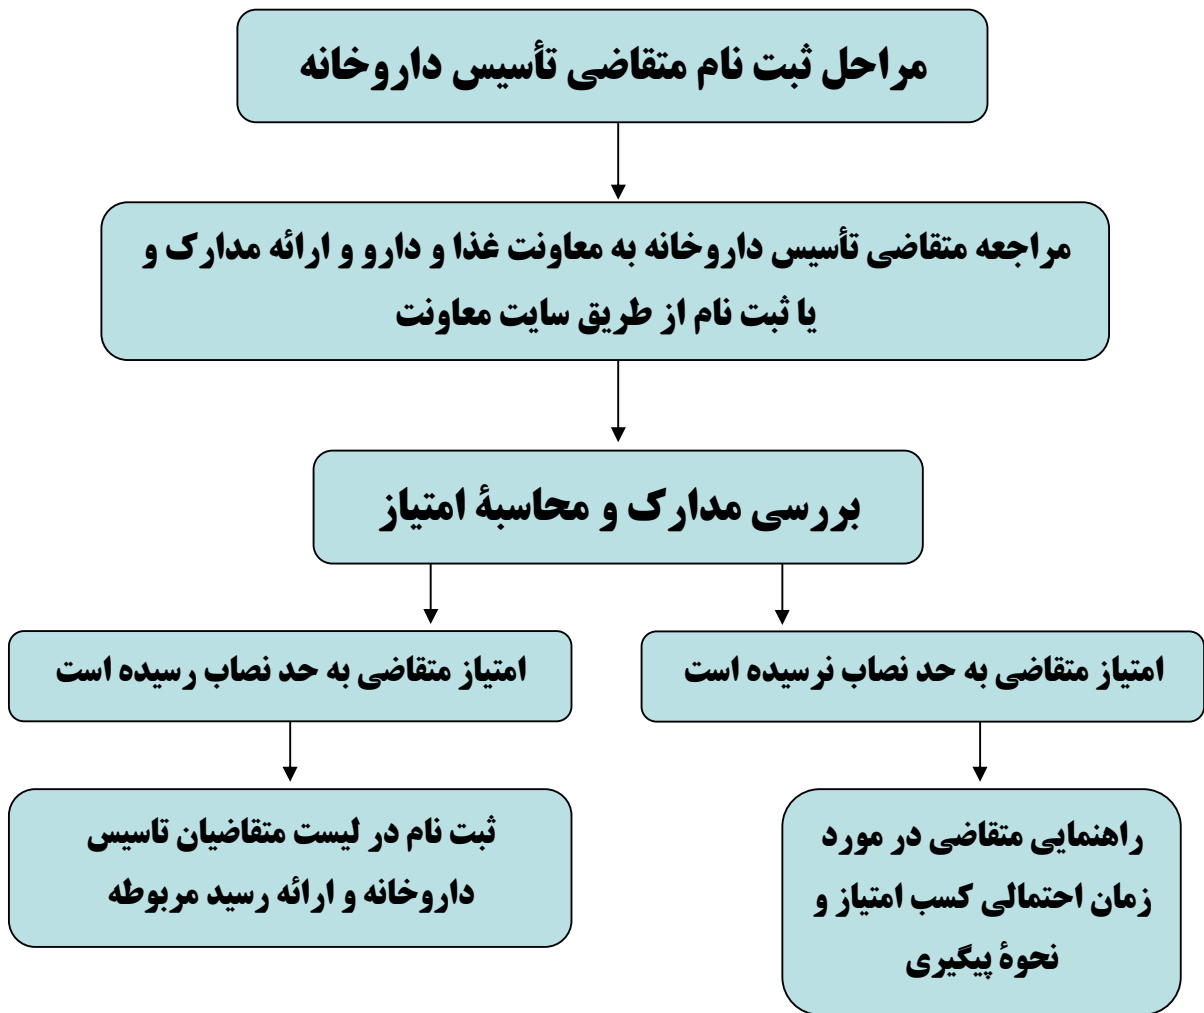 مراحل ثبت نام متقاضی تأسیس داروخانه
مراجعه متقاضی تأسیس داروخانه به معاونت غذا و دارو و ارائه مدارک و
یا ثبت نام از طریق سایت معاونت
بررسی مدارک و محاسبهٔ امتیاز
امتیاز متقاضی به حد نصاب نرسیده است
امتیاز متقاضی به حد نصاب رسیده است
راهنمایی متقاضی در مورد
زمان احتمالی کسب امتیاز و
نحوهٔ پیگیری
ثبت نام در لیست متقاضیان تاسیس
داروخانه و ارائه رسید مربوطه